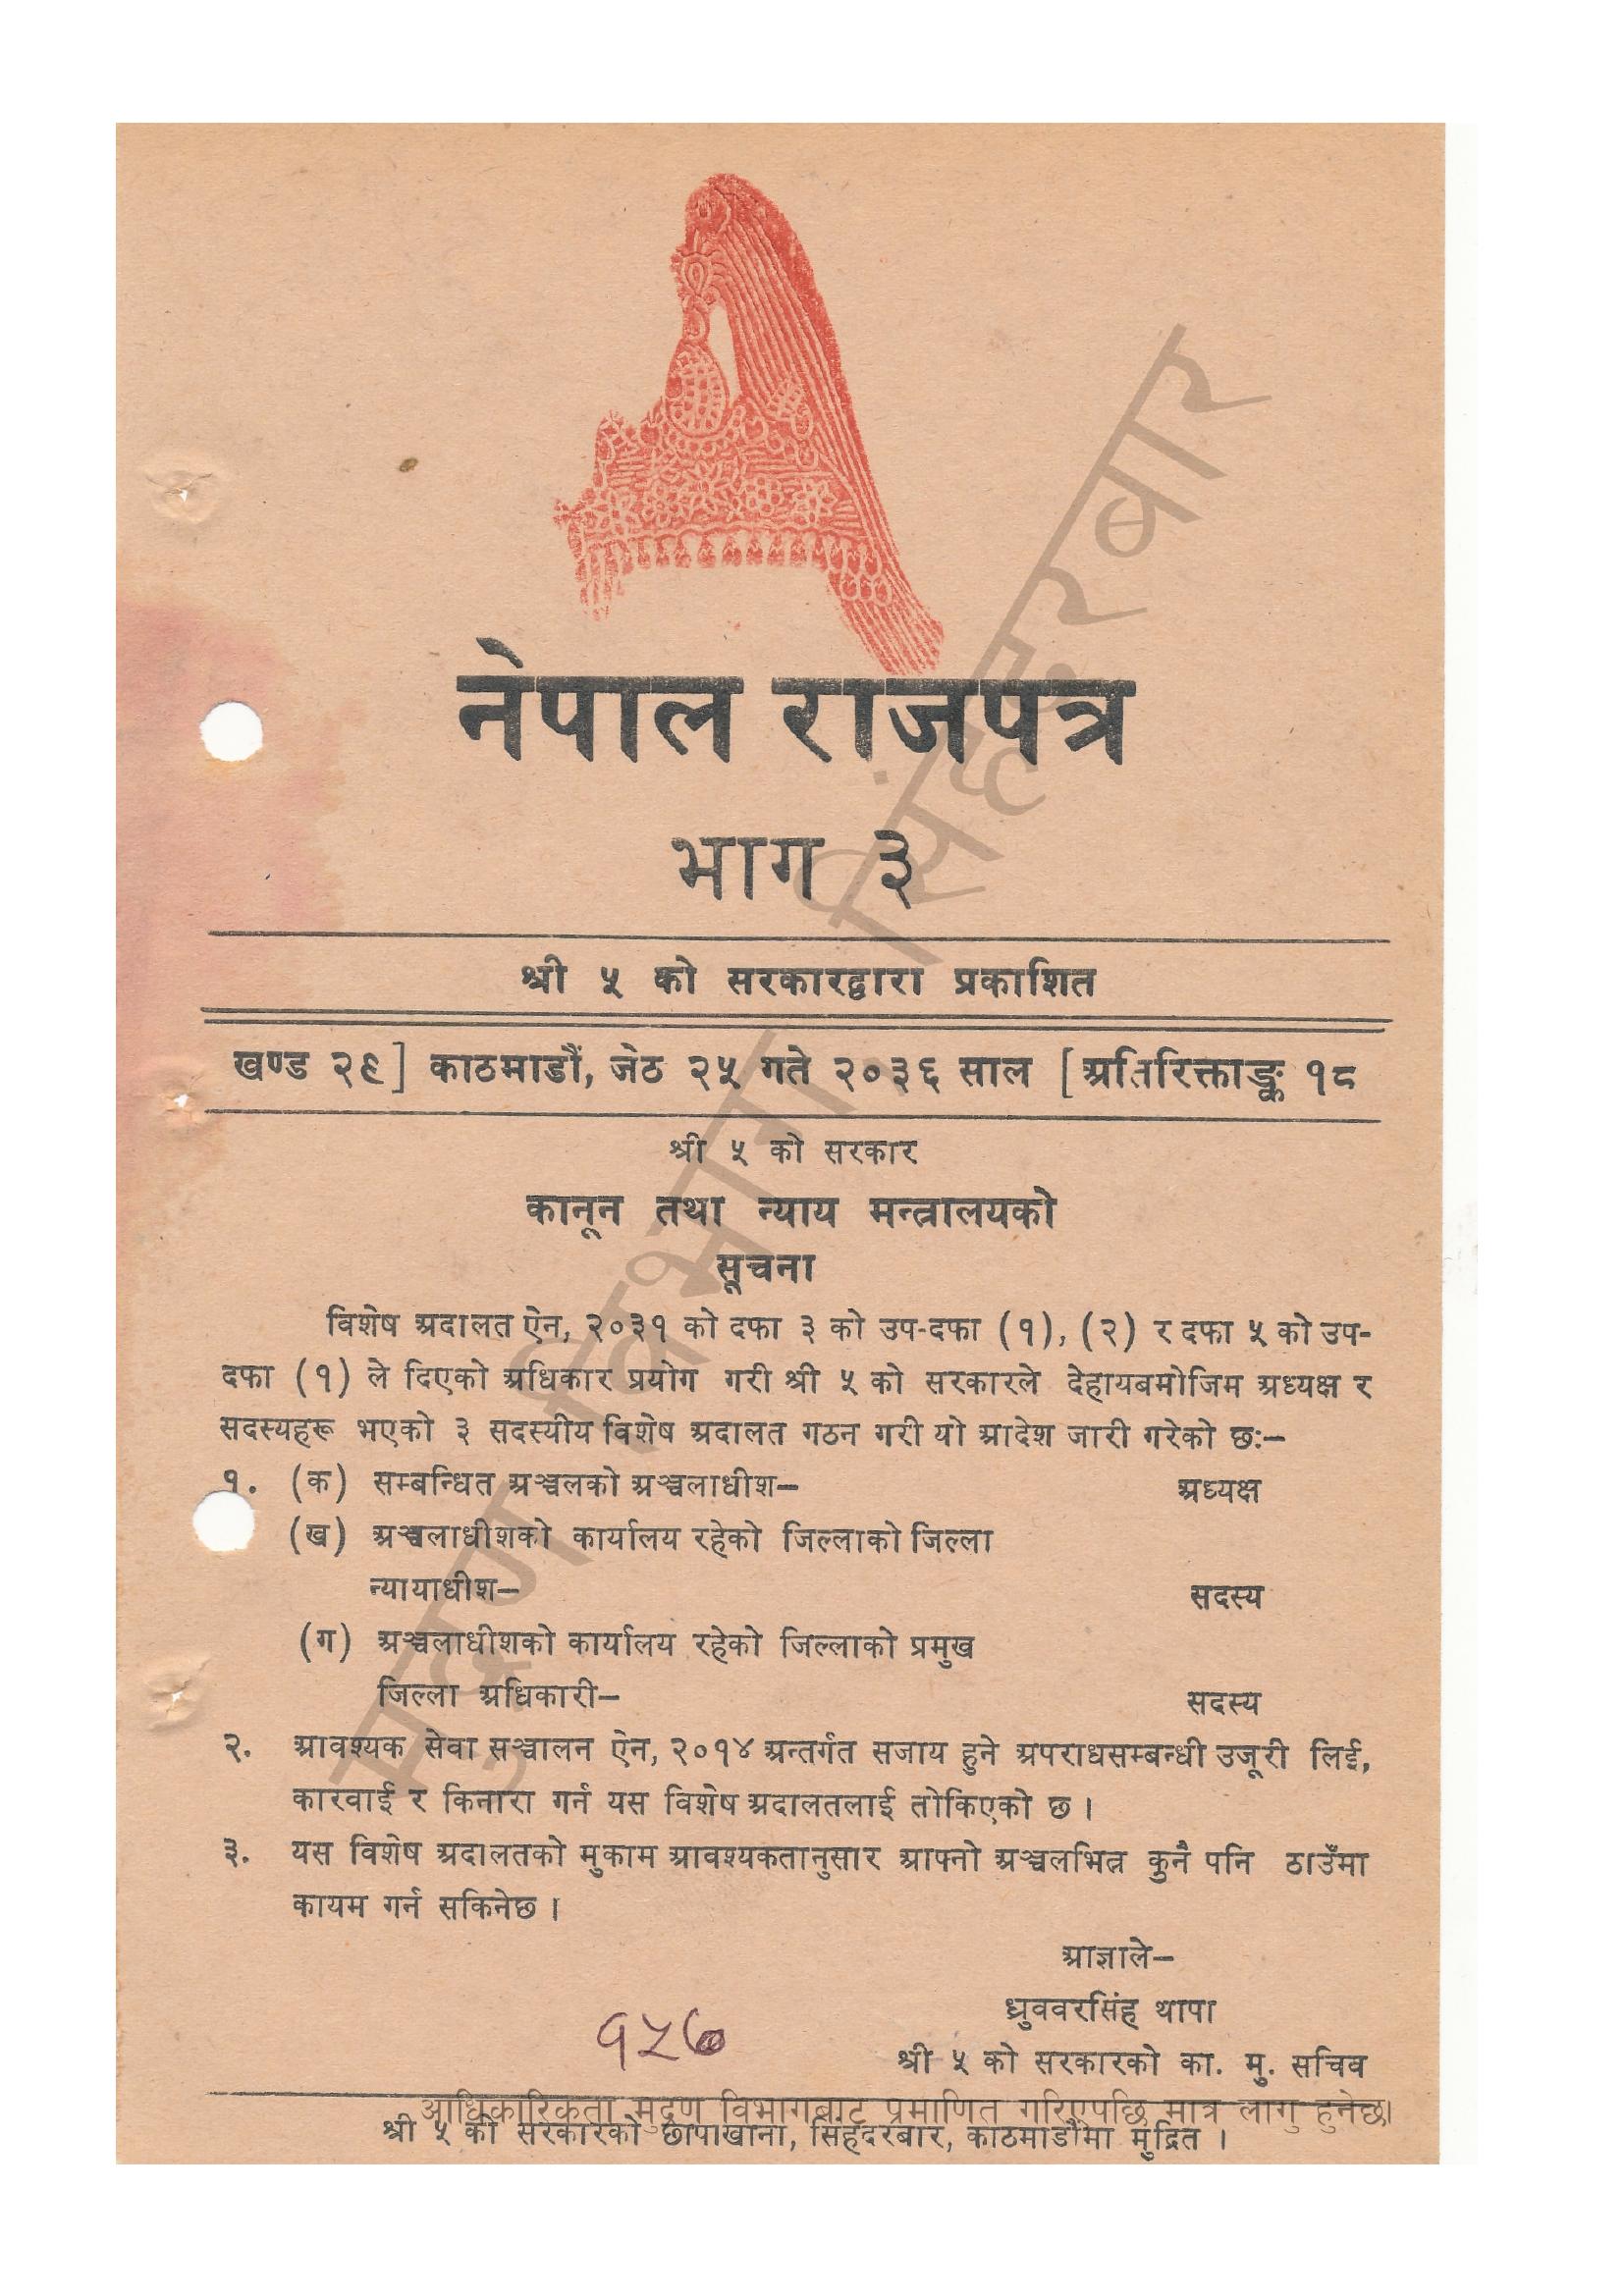 नेपाल राजपत्र
भाग ३
श्री ५ को सरकारद्वारा प्रकाशित
खण्ड २९] काठमाडौं, जेठ २५ गते २०३६ साल [अतिरिक्ताङ्क १८
श्री ५ को सरकार
कानून तथा न्याय मन्त्रालयको
सूचना
विशेष अदालत ऐन, २०३१ को दफा ३ को उप-दफा (१), (२) र दफा ५ को उप-
दफा (१) ले दिएको अधिकार प्रयोग गरी श्री ५ को सरकारले देहायबमोजिम अध्यक्ष र
सदस्यहरू भएको ३ सदस्यीय विशेष अदालत गठन गरी यो आदेश जारी गरेको छः–
१. (क) सम्बन्धित अञ्चलको अञ्चलाधीश– अध्यक्ष
(ख) अञ्चलाधीशको कार्यालय रहेको जिल्लाको जिल्ला
न्यायाधीश– सदस्य
(ग) अञ्चलाधीशको कार्यालय रहेको जिल्लाको प्रमुख
जिल्ला अधिकारी– सदस्य
२. आवश्यक सेवा सञ्चालन ऐन, २०१४ अन्तर्गत सजाय हुने अपराधसम्बन्धी उजूरी लिई,
कारवाई र किनारा गर्न यस विशेष अदालतलाई तोकिएको छ ।
३. यस विशेष अदालतको मुकाम आवश्यकतानुसार आफ्नो अञ्चलभित्र कुनै पनि ठाउँमा
कायम गर्न सकिनेछ ।
आज्ञाले–
ध्रुववरसिंह थापा
श्री ५ को सरकारको का. मु. सचिव
१५७
आधिकारिकता मुद्रण विभागबाट प्रमाणित गरिएपछि मात्र लागु हुनेछ।
श्री ५ को सरकारको छापाखाना, सिंहदरबार, काठमाडौंमा मुद्रित ।
मुद्रण विभाग, सिंहदरबार